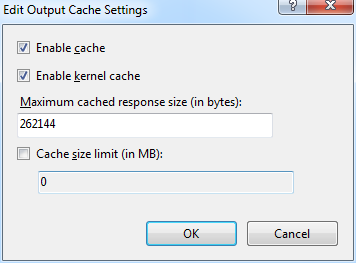 Edit Output Cache Settings
?
Enable cache
Enable kernel cache
Maximum cached response size (in bytes):
262144
Cache size limit (in MB):
0
OK Cancel